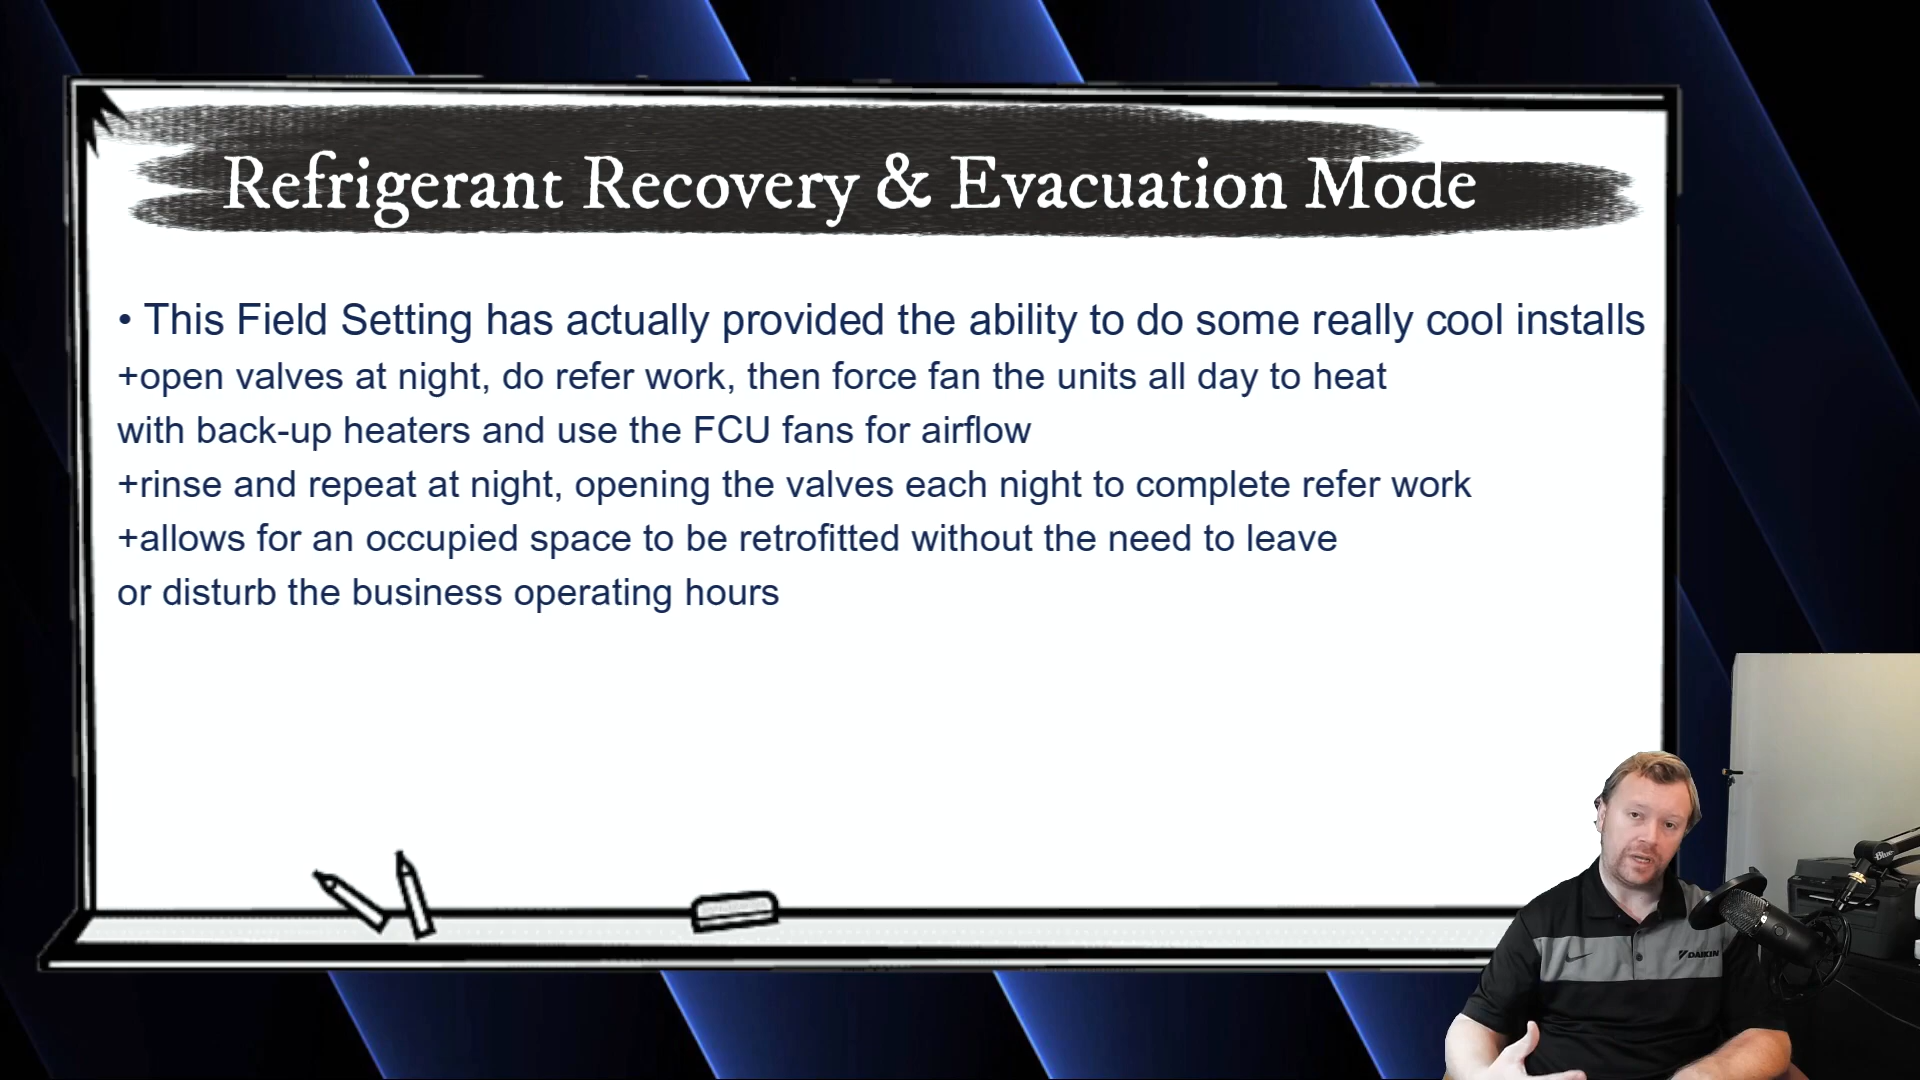 Refrigerant Recovery & Evacuation Mode
• This Field Setting has actually provided the ability to do some really cool installs
+open valves at night, do refer work, then force fan the units all day to heat
with back-up heaters and use the FCU fans for airflow
+rinse and repeat at night, opening the valves each night to complete refer work
+allows for an occupied space to be retrofitted without the need to leave
or disturb the business operating hours
Blue
DAIKIN